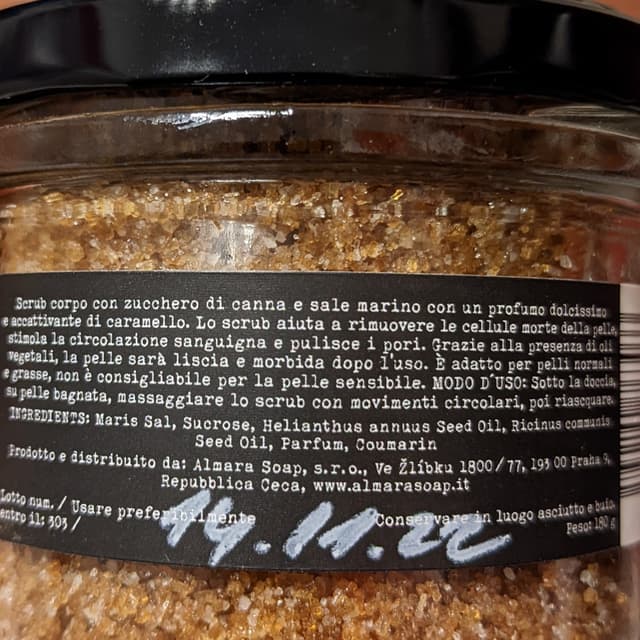 Scrub corpo con zucchero di canna e sale marino con un profumo dolcissimo
e accattivante di caramello. Lo scrub aiuta a rimuovere le cellule morte della pelle,
stimola la circolazione sanguigna e pulisce i pori. Grazie alla presenza di oli
vegetali, la pelle sarà liscia e morbida dopo l'uso. È adatto per pelli normali
e grasse, non è consigliabile per la pelle sensibile. MODO D'USO: Sotto la doccia,
su pelle bagnata, massaggiare lo scrub con movimenti circolari, poi riascquare.
INGREDIENTS: Maris Sal, Sucrose, Helianthus annuus Seed Oil, Ricinus communis
Seed Oil, Parfum, Coumarin
Prodotto e distribuito da: Almara Soap, s.r.o., Ve Žlíbku 1800/77, 193 00 Praha 9,
Repubblica Ceca, www.almarasoap.it
Lotto num. / Usare preferibilmente
entro il: 303 /
14.11.22
Conservare in luogo asciutto e buio.
Peso: 180 g